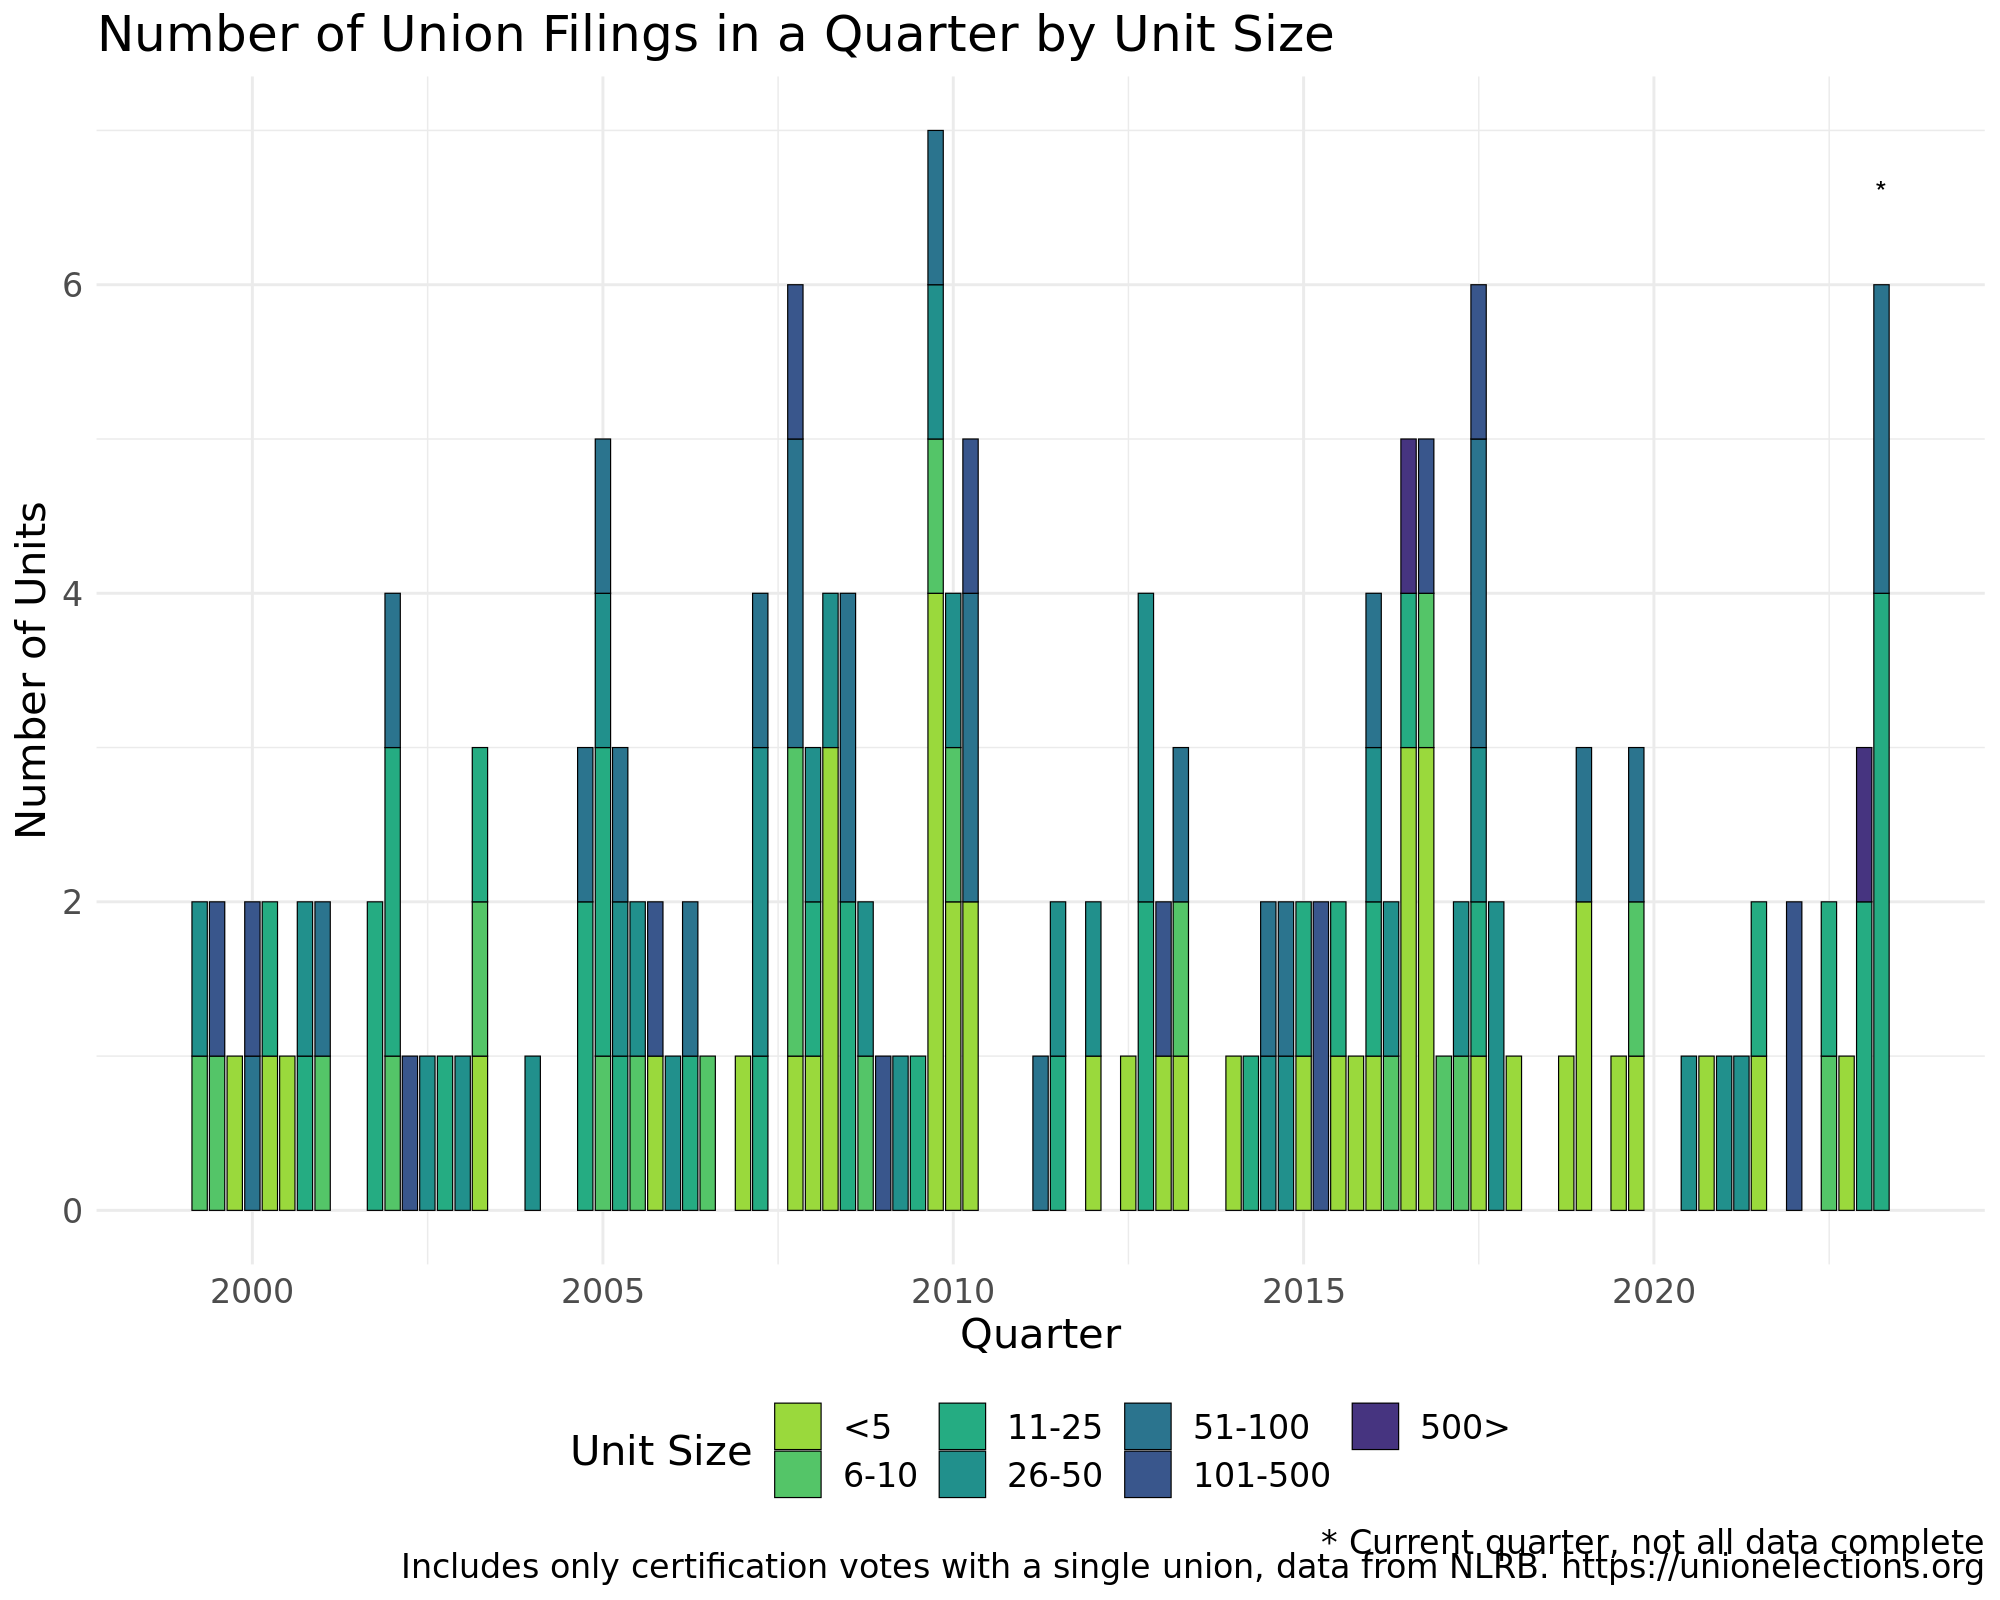 Number of Union Filings in a Quarter by Unit Size
*
6
4
2
0
Number of Units
2000 2005 2010 2015 2020
Quarter
Unit Size
<5 11-25 51-100 500>
6-10 26-50 101-500
* Current quarter, not all data complete
Includes only certification votes with a single union, data from NLRB. https://unionelections.org